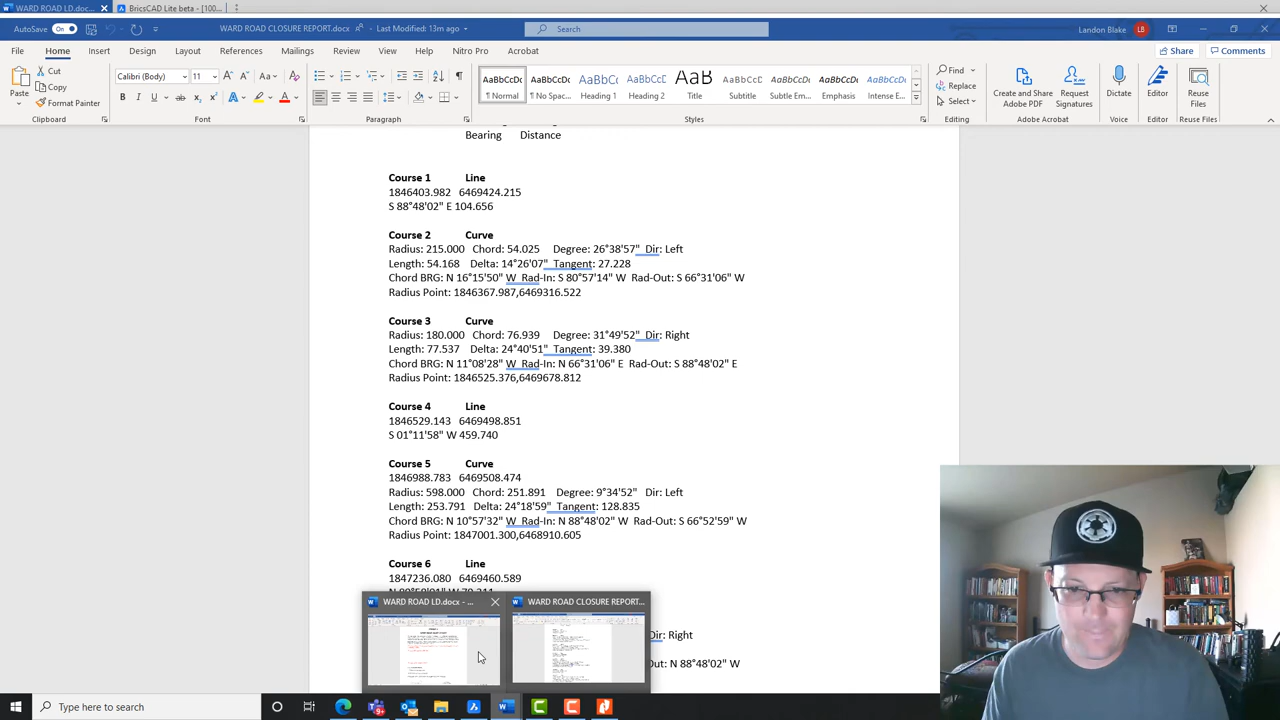 WARD ROAD LD.doc...
BricsCAD Lite beta - [100...
AutoSave On
WARD ROAD CLOSURE REPORT.docx • Last Modified: 13m ago
Search
Landon Blake LB
File Home Insert Design Layout References Mailings Review View Help Nitro Pro Acrobat
Share Comments
Paste
Cut
Copy
Format Painter
Clipboard
Calibri (Body) 11
Font
Paragraph
AaBbCcDc ¶ Normal
AaBbCcDc ¶ No Spac...
AaBbCc Heading 1
AaBbCcD Heading 2
AaB Title
AaBbCcD Subtitle
AaBbCcDc Subtle Em...
AaBbCcDc Emphasis
AaBbCcDc Intense E...
Styles
Find
Replace
Select
Editing
Create and Share Adobe PDF
Request Signatures
Adobe Acrobat
Dictate
Voice
Editor
Editor
Reuse Files
Reuse Files
Bearing Distance
Course 1 Line
1846403.982 6469424.215
S 88°48'02" E 104.656
Course 2 Curve
Radius: 215.000 Chord: 54.025 Degree: 26°38'57" Dir: Left
Length: 54.168 Delta: 14°26'07" Tangent: 27.228
Chord BRG: N 16°15'50" W Rad-In: S 80°57'14" W Rad-Out: S 66°31'06" W
Radius Point: 1846367.987,6469316.522
Course 3 Curve
Radius: 180.000 Chord: 76.939 Degree: 31°49'52" Dir: Right
Length: 77.537 Delta: 24°40'51" Tangent: 39.380
Chord BRG: N 11°08'28" W Rad-In: N 66°31'06" E Rad-Out: S 88°48'02" E
Radius Point: 1846525.376,6469678.812
Course 4 Line
1846529.143 6469498.851
S 01°11'58" W 459.740
Course 5 Curve
1846988.783 6469508.474
Radius: 598.000 Chord: 251.891 Degree: 9°34'52" Dir: Left
Length: 253.791 Delta: 24°18'59" Tangent: 128.835
Chord BRG: N 10°57'32" W Rad-In: N 88°48'02" W Rad-Out: S 66°52'59" W
Radius Point: 1847001.300,6468910.605
Course 6 Line
1847236.080 6469460.589
Dir: Right
Out: N 88°48'02" W
WARD ROAD LD.docx - ...
WARD ROAD CLOSURE REPORT...
Type here to search